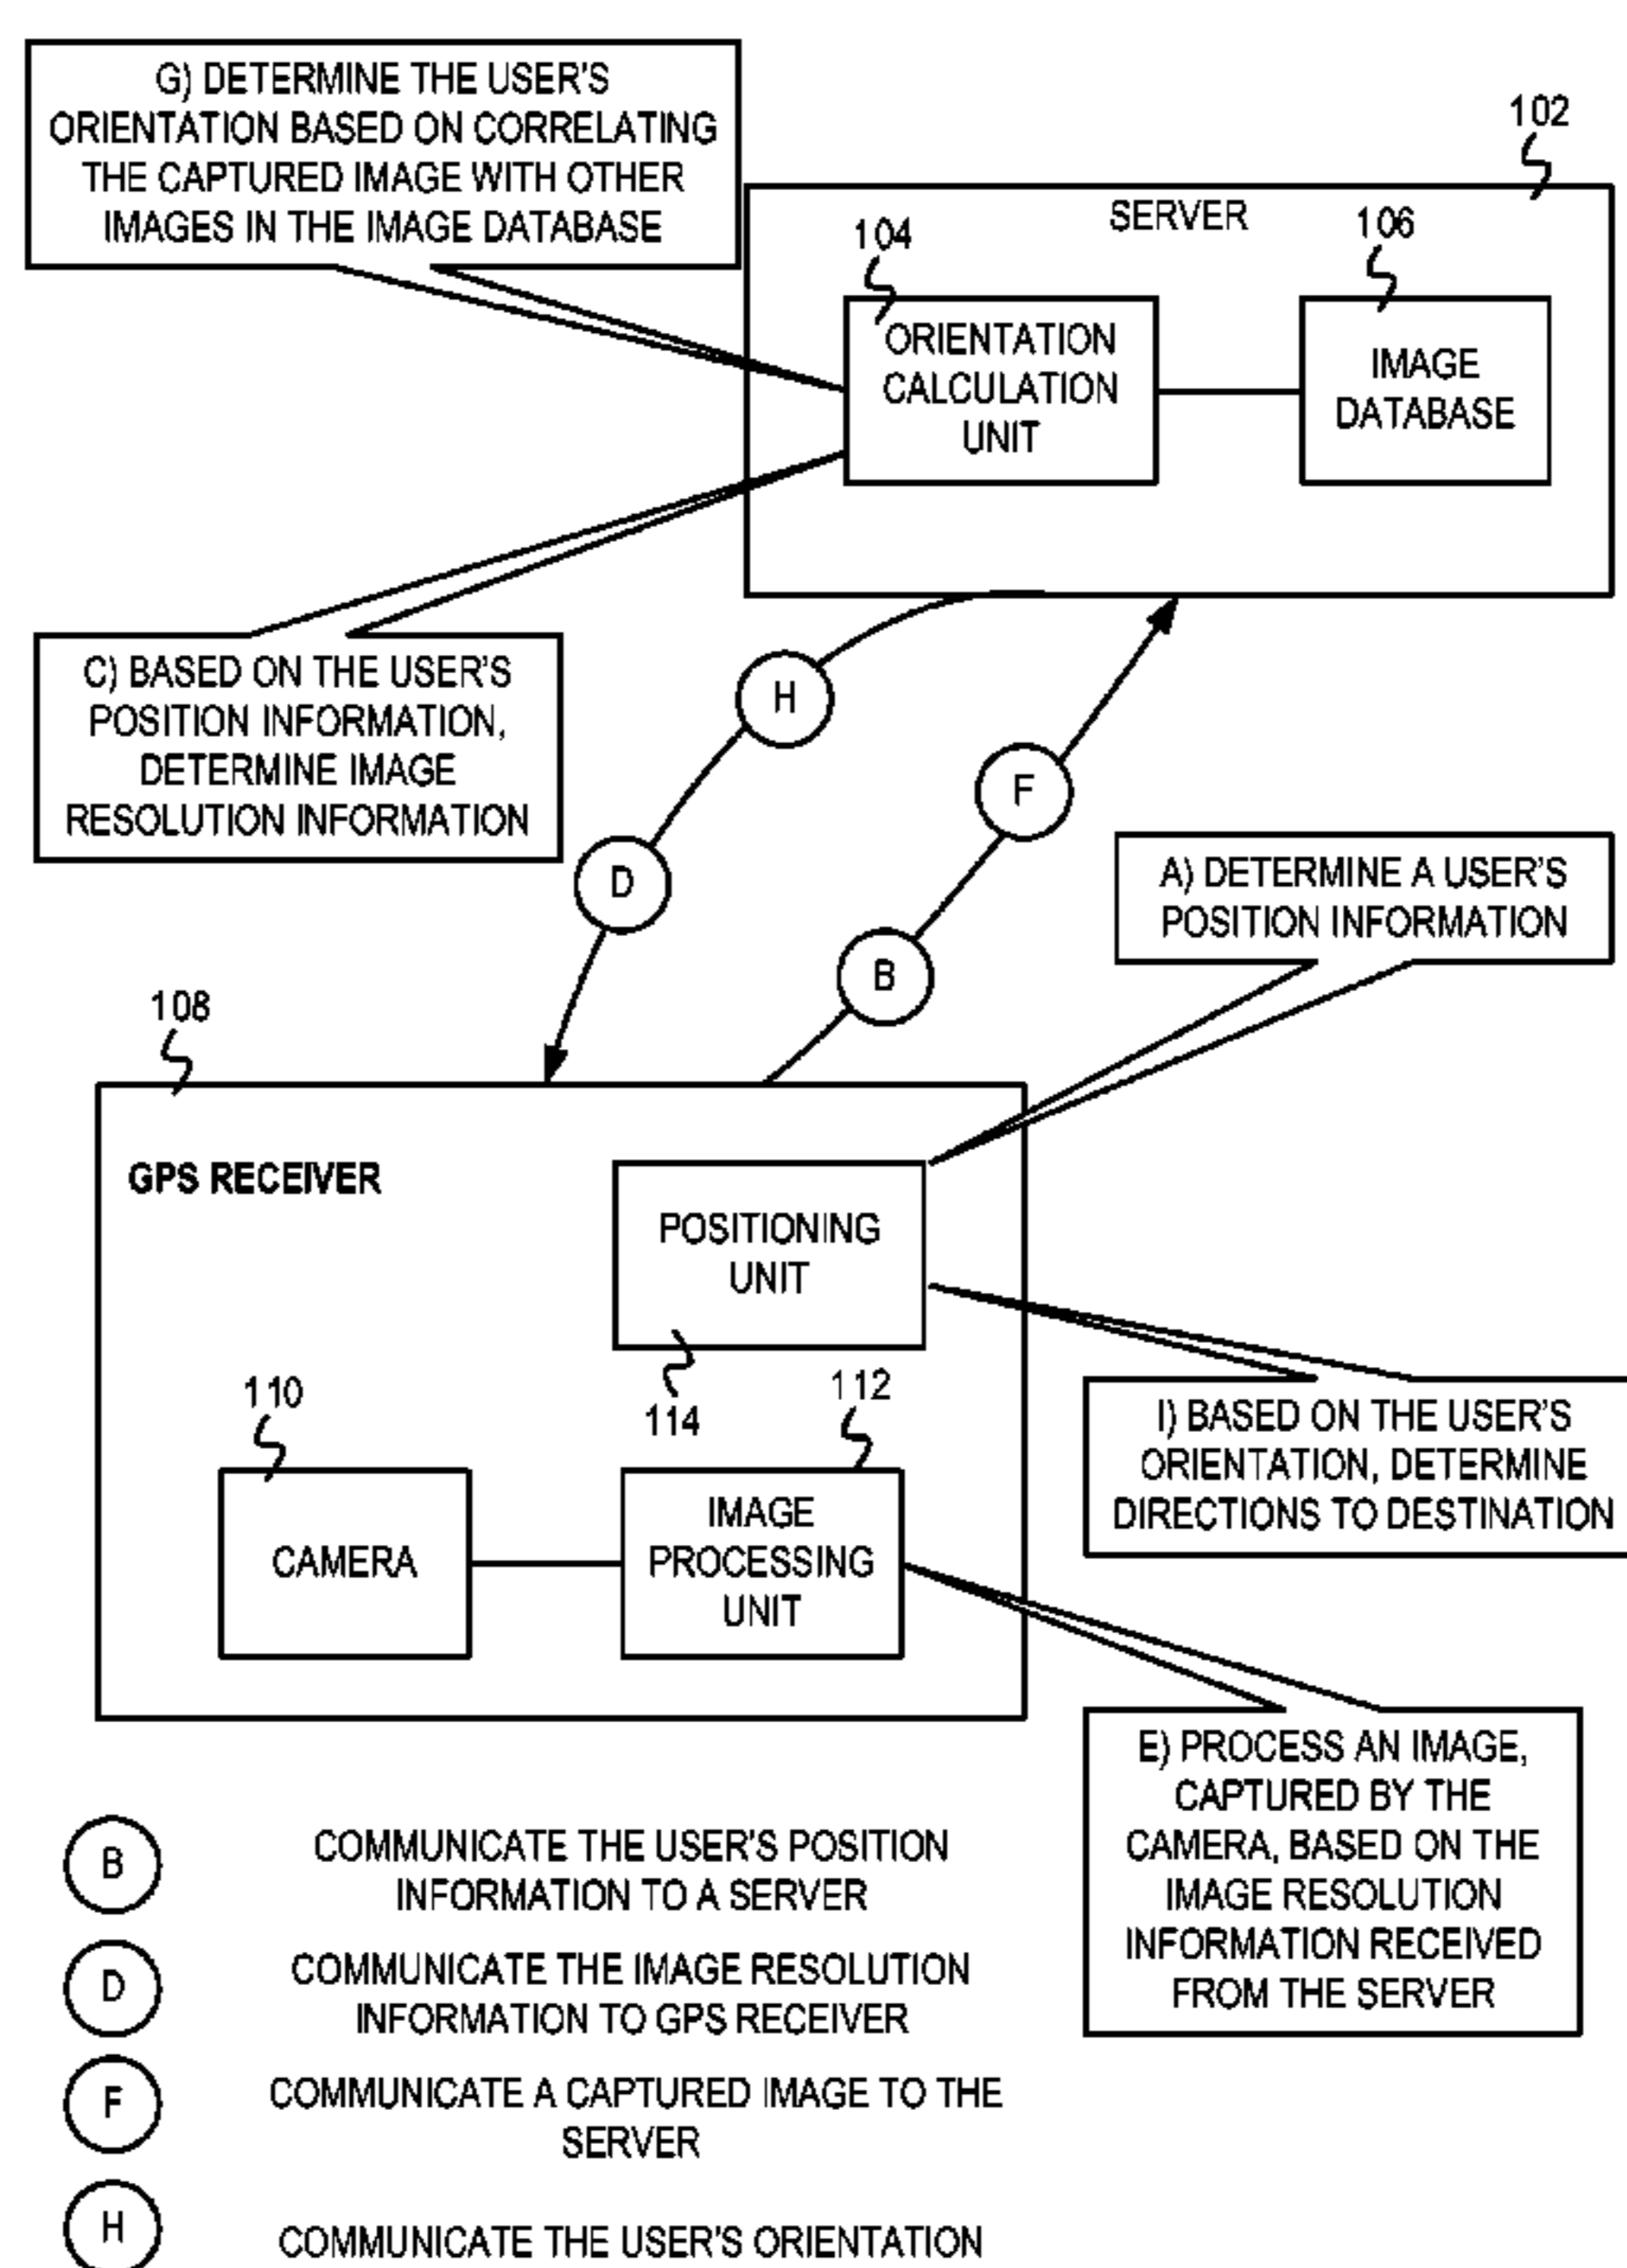 G) DETERMINE THE USER'S
ORIENTATION BASED ON CORRELATING
THE CAPTURED IMAGE WITH OTHER
IMAGES IN THE IMAGE DATABASE
102
SERVER
104
106
ORIENTATION
CALCULATION
UNIT
IMAGE
DATABASE
C) BASED ON THE USER'S
POSITION INFORMATION,
DETERMINE IMAGE
RESOLUTION INFORMATION
H
F
D
B
A) DETERMINE A USER'S
POSITION INFORMATION
108
GPS RECEIVER
POSITIONING
UNIT
114
110
112
CAMERA
IMAGE
PROCESSING
UNIT
I) BASED ON THE USER'S
ORIENTATION, DETERMINE
DIRECTIONS TO DESTINATION
E) PROCESS AN IMAGE,
CAPTURED BY THE
CAMERA, BASED ON THE
IMAGE RESOLUTION
INFORMATION RECEIVED
FROM THE SERVER
B
COMMUNICATE THE USER'S POSITION
INFORMATION TO A SERVER
D
COMMUNICATE THE IMAGE RESOLUTION
INFORMATION TO GPS RECEIVER
F
COMMUNICATE A CAPTURED IMAGE TO THE
SERVER
H
COMMUNICATE THE USER'S ORIENTATION